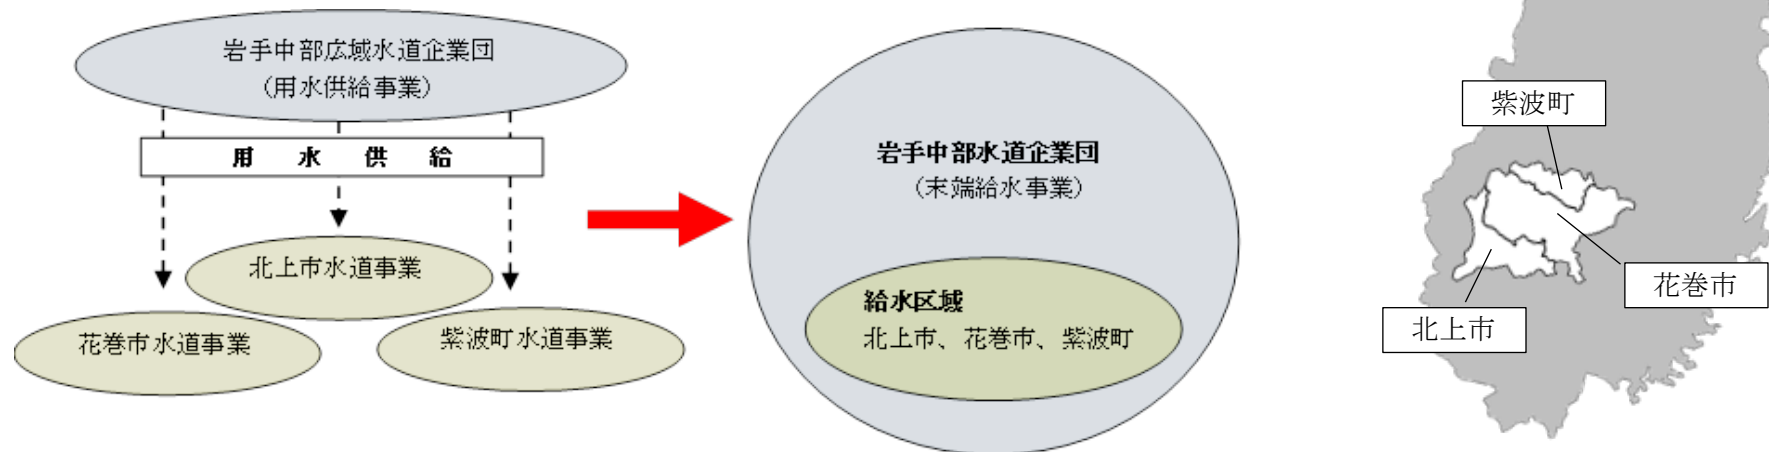 岩手中部広域水道企業団
（用水供給事業）
用水供給
北上市水道事業
花巻市水道事業
紫波町水道事業
岩手中部水道企業団
（末端給水事業）
給水区域
北上市、花巻市、紫波町
紫波町
花巻市
北上市